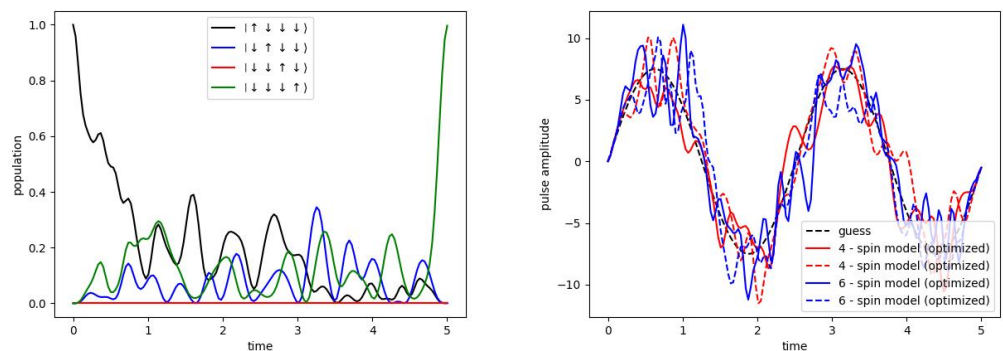 1.0
0.8
0.6
0.4
0.2
0.0
population
0 1 2 3 4 5
time
|↑ ↓ ↓ ↓⟩
|↓ ↑ ↓ ↓⟩
|↓ ↓ ↑ ↓⟩
|↓ ↓ ↓ ↑⟩
10
5
0
−5
−10
pulse amplitude
0 1 2 3 4 5
time
guess
4 - spin model (optimized)
4 - spin model (optimized)
6 - spin model (optimized)
6 - spin model (optimized)